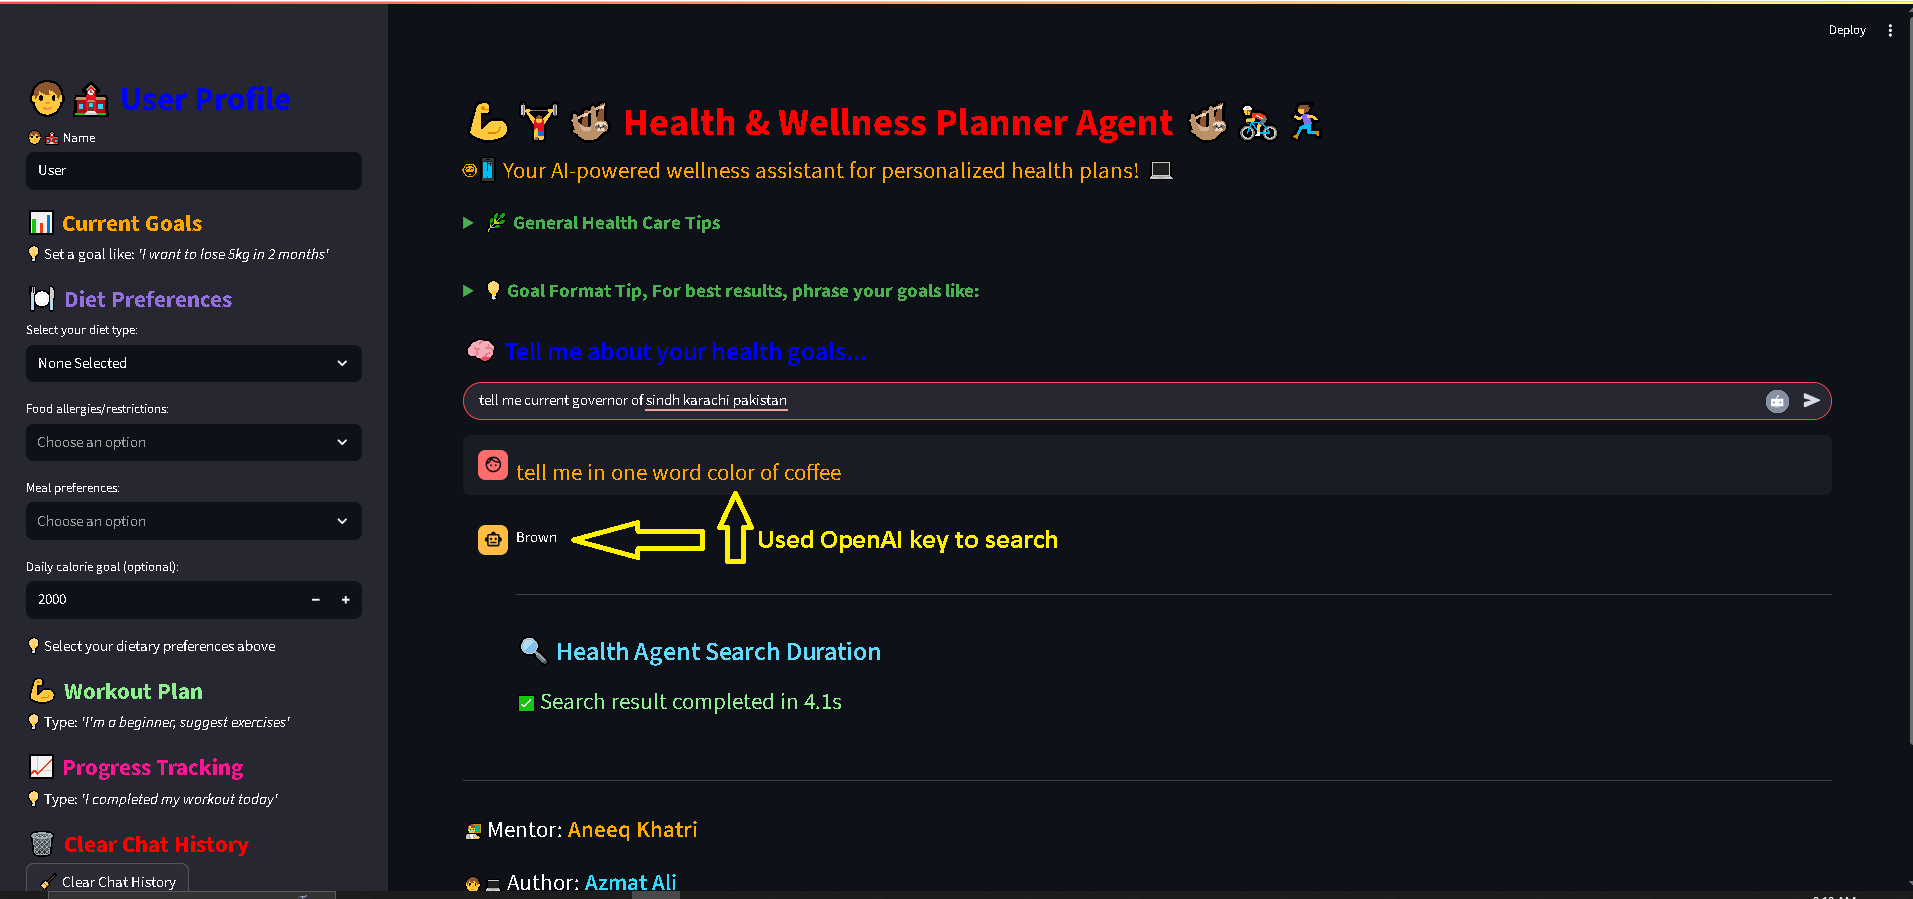 Deploy
User Profile
Name
User
Current Goals
Set a goal like: 'I want to lose 5kg in 2 months'
Diet Preferences
Select your diet type:
None Selected
Food allergies/restrictions:
Choose an option
Meal preferences:
Choose an option
Daily calorie goal (optional):
2000
Select your dietary preferences above
Workout Plan
Type: 'I'm a beginner, suggest exercises'
Progress Tracking
Type: 'I completed my workout today'
Clear Chat History
Clear Chat History
Health & Wellness Planner Agent
Your AI-powered wellness assistant for personalized health plans!
General Health Care Tips
Goal Format Tip, For best results, phrase your goals like:
Tell me about your health goals...
tell me current governor of sindh karachi pakistan
tell me in one word color of coffee
Brown
Used OpenAI key to search
Health Agent Search Duration
Search result completed in 4.1s
Mentor: Aneeq Khatri
Author: Azmat Ali